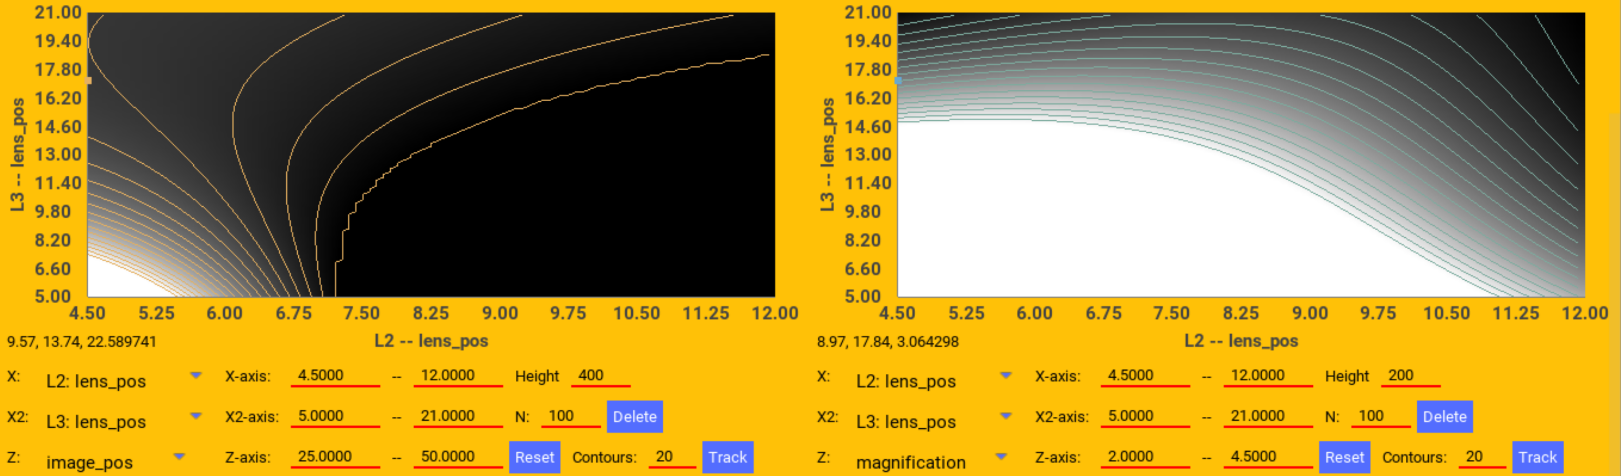 21.00
19.40
17.80
16.20
14.60
13.00
11.40
9.80
8.20
6.60
5.00
L3 -- lens_pos
4.50 5.25 6.00 6.75 7.50 8.25 9.00 9.75 10.50 11.25 12.00
9.57, 13.74, 22.589741 L2 -- lens_pos
X: L2: lens_pos X-axis: 4.5000 -- 12.0000 Height 400
X2: L3: lens_pos X2-axis: 5.0000 -- 21.0000 N: 100 Delete
Z: image_pos Z-axis: 25.0000 -- 50.0000 Reset Contours: 20 Track
21.00
19.40
17.80
16.20
14.60
13.00
11.40
9.80
8.20
6.60
5.00
L3 -- lens_pos
4.50 5.25 6.00 6.75 7.50 8.25 9.00 9.75 10.50 11.25 12.00
8.97, 17.84, 3.064298 L2 -- lens_pos
X: L2: lens_pos X-axis: 4.5000 -- 12.0000 Height 200
X2: L3: lens_pos X2-axis: 5.0000 -- 21.0000 N: 100 Delete
Z: magnification Z-axis: 2.0000 -- 4.5000 Reset Contours: 20 Track